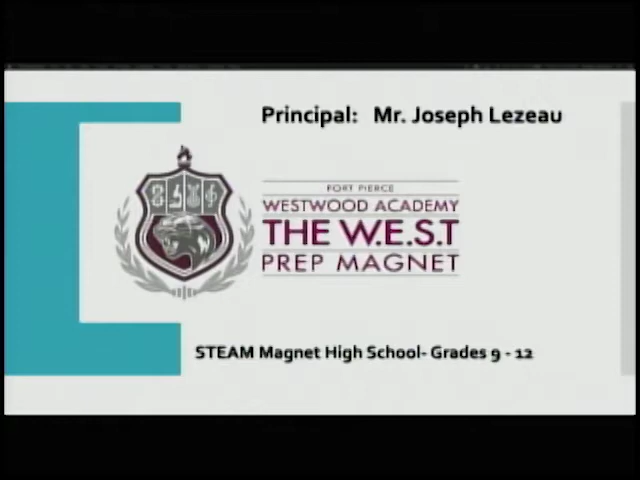 Principal: Mr. Joseph Lezeau
FORT PIERCE
WESTWOOD ACADEMY
THE W.E.S.T
PREP MAGNET
STEAM Magnet High School- Grades 9 - 12